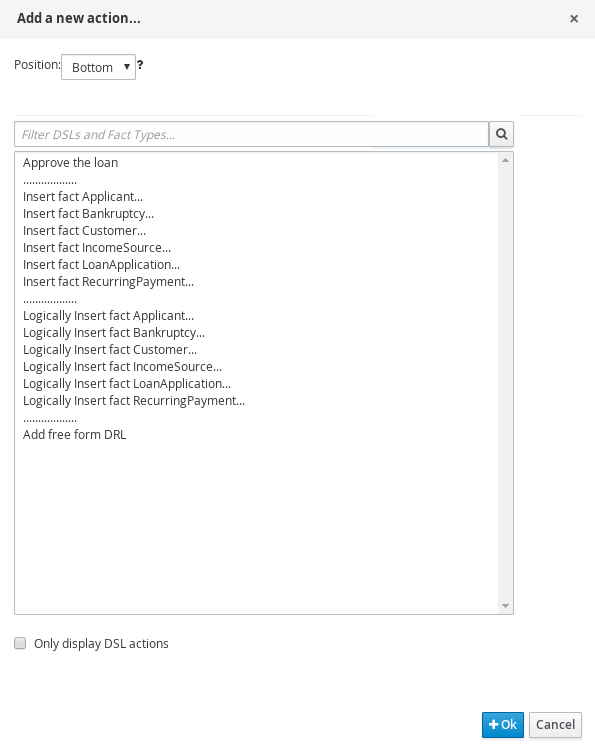 Add a new action... ×
Position: Bottom ▼ ?
Filter DSLs and Fact Types...
Approve the loan
..................
Insert fact Applicant...
Insert fact Bankruptcy...
Insert fact Customer...
Insert fact IncomeSource...
Insert fact LoanApplication...
Insert fact RecurringPayment...
..................
Logically Insert fact Applicant...
Logically Insert fact Bankruptcy...
Logically Insert fact Customer...
Logically Insert fact IncomeSource...
Logically Insert fact LoanApplication...
Logically Insert fact RecurringPayment...
..................
Add free form DRL
Only display DSL actions
+ Ok Cancel